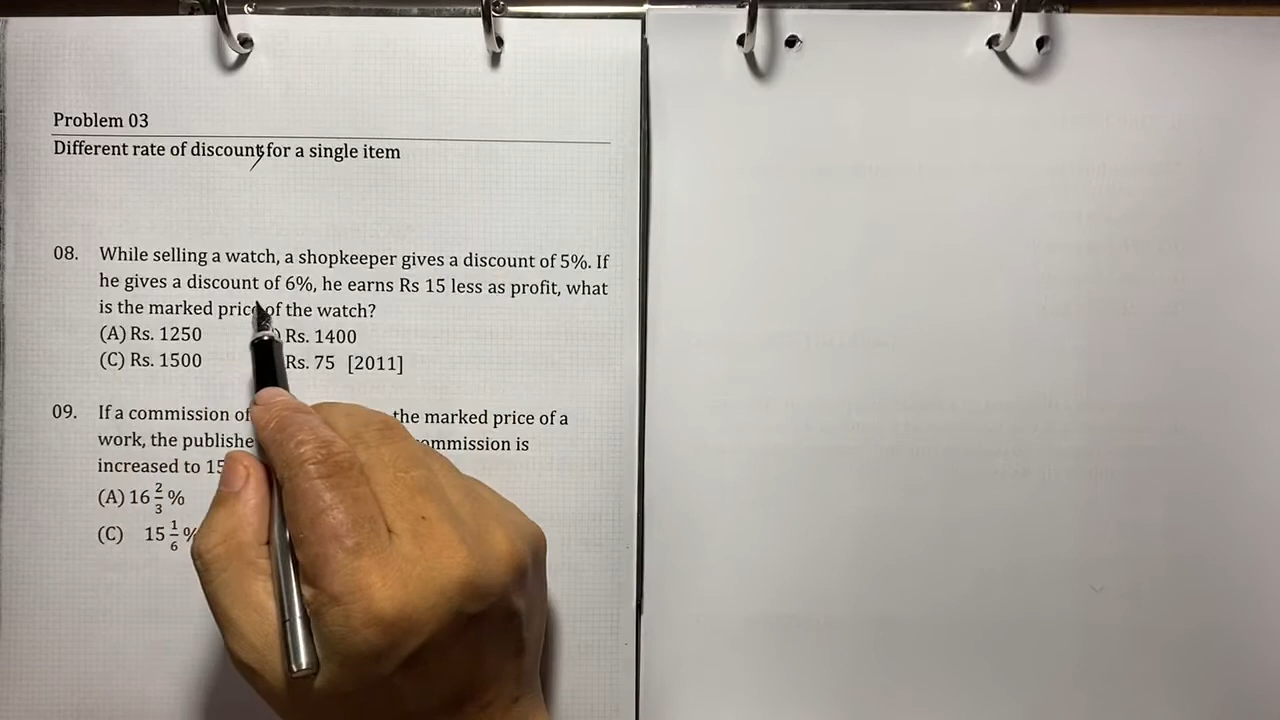 Problem 03
Different rate of discount for a single item
08. While selling a watch, a shopkeeper gives a discount of 5%. If
he gives a discount of 6%, he earns Rs 15 less as profit, what
is the marked price of the watch?
(A) Rs. 1250 ) Rs. 1400
(C) Rs. 1500 Rs. 75 [2011]
09. If a commission of the marked price of a
work, the commission is
increased to
(A) 16 2/3 %
(C) 15 1/6 %